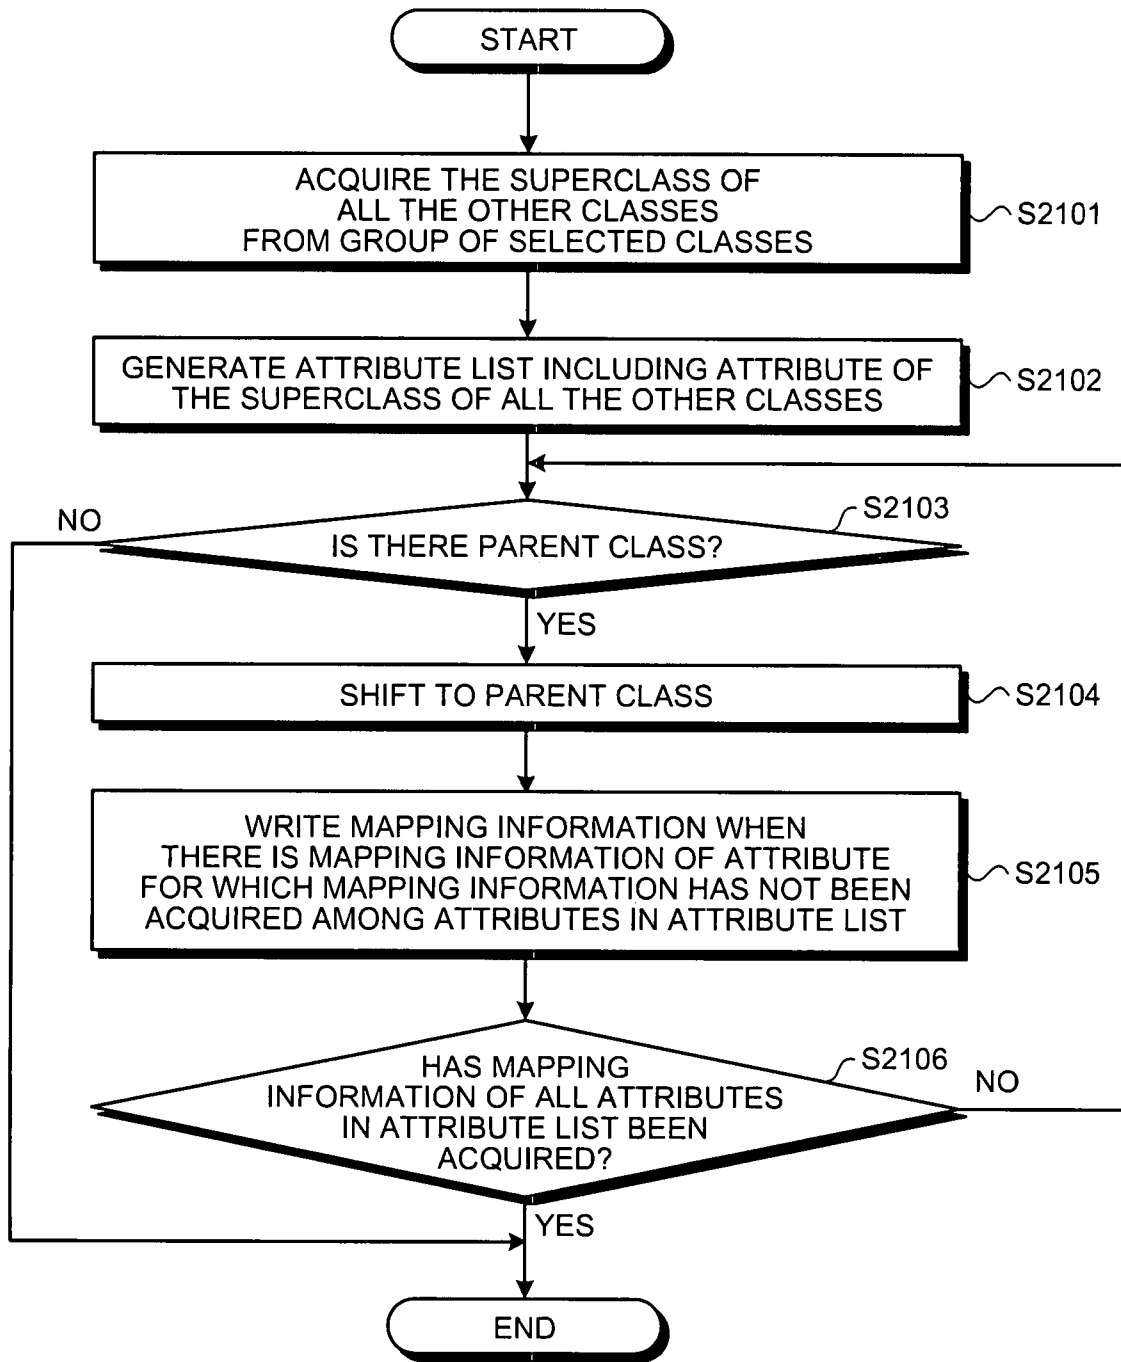 START
ACQUIRE THE SUPERCLASS OF
ALL THE OTHER CLASSES
FROM GROUP OF SELECTED CLASSES
S2101
GENERATE ATTRIBUTE LIST INCLUDING ATTRIBUTE OF
THE SUPERCLASS OF ALL THE OTHER CLASSES
S2102
NO
S2103
IS THERE PARENT CLASS?
YES
SHIFT TO PARENT CLASS
S2104
WRITE MAPPING INFORMATION WHEN
THERE IS MAPPING INFORMATION OF ATTRIBUTE
FOR WHICH MAPPING INFORMATION HAS NOT BEEN
ACQUIRED AMONG ATTRIBUTES IN ATTRIBUTE LIST
S2105
S2106
HAS MAPPING
INFORMATION OF ALL ATTRIBUTES
IN ATTRIBUTE LIST BEEN
ACQUIRED?
NO
YES
END